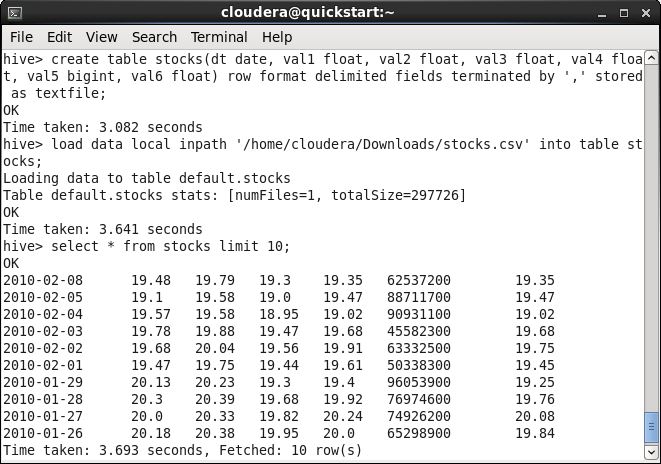 cloudera@quickstart:~
File Edit View Search Terminal Help
hive> create table stocks(dt date, val1 float, val2 float, val3 float, val4 floa
t, val5 bigint, val6 float) row format delimited fields terminated by ',' stored
 as textfile;
OK
Time taken: 3.082 seconds
hive> load data local inpath '/home/cloudera/Downloads/stocks.csv' into table st
ocks;
Loading data to table default.stocks
Table default.stocks stats: [numFiles=1, totalSize=297726]
OK
Time taken: 3.641 seconds
hive> select * from stocks limit 10;
OK
2010-02-08 19.48 19.79 19.3 19.35 62537200 19.35
2010-02-05 19.1 19.58 19.0 19.47 88711700 19.47
2010-02-04 19.57 19.58 18.95 19.02 90931100 19.02
2010-02-03 19.78 19.88 19.47 19.68 45582300 19.68
2010-02-02 19.68 20.04 19.56 19.91 63332500 19.75
2010-02-01 19.47 19.75 19.44 19.61 50338300 19.45
2010-01-29 20.13 20.23 19.3 19.4 96053900 19.25
2010-01-28 20.3 20.39 19.68 19.92 76974600 19.76
2010-01-27 20.0 20.33 19.82 20.24 74926200 20.08
2010-01-26 20.18 20.38 19.95 20.0 65298900 19.84
Time taken: 3.693 seconds, Fetched: 10 row(s)